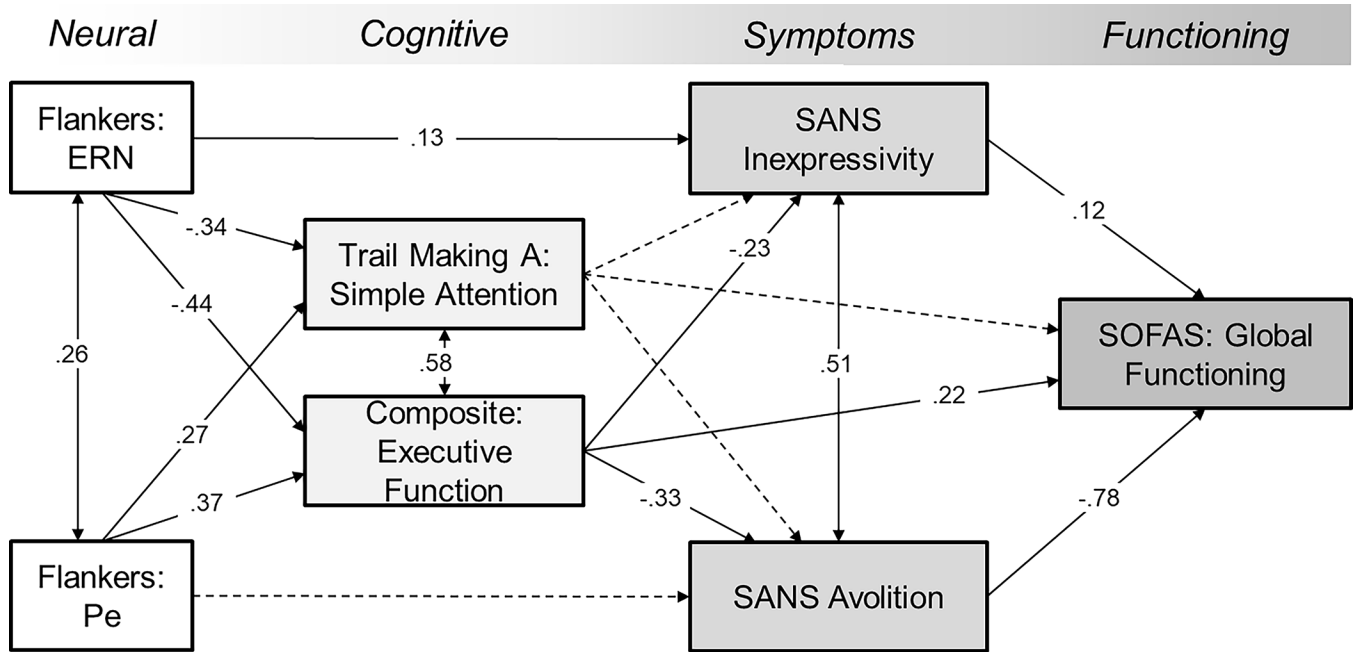 Neural Cognitive Symptoms Functioning
Flankers:
ERN
.13
SANS
Inexpressivity
-.34
.12
Trail Making A:
Simple Attention
-.23
-.44
SOFAS: Global
Functioning
.26
.58
.51
.22
Composite:
Executive
Function
.27
.37
-.33
-.78
Flankers:
Pe
SANS Avolition